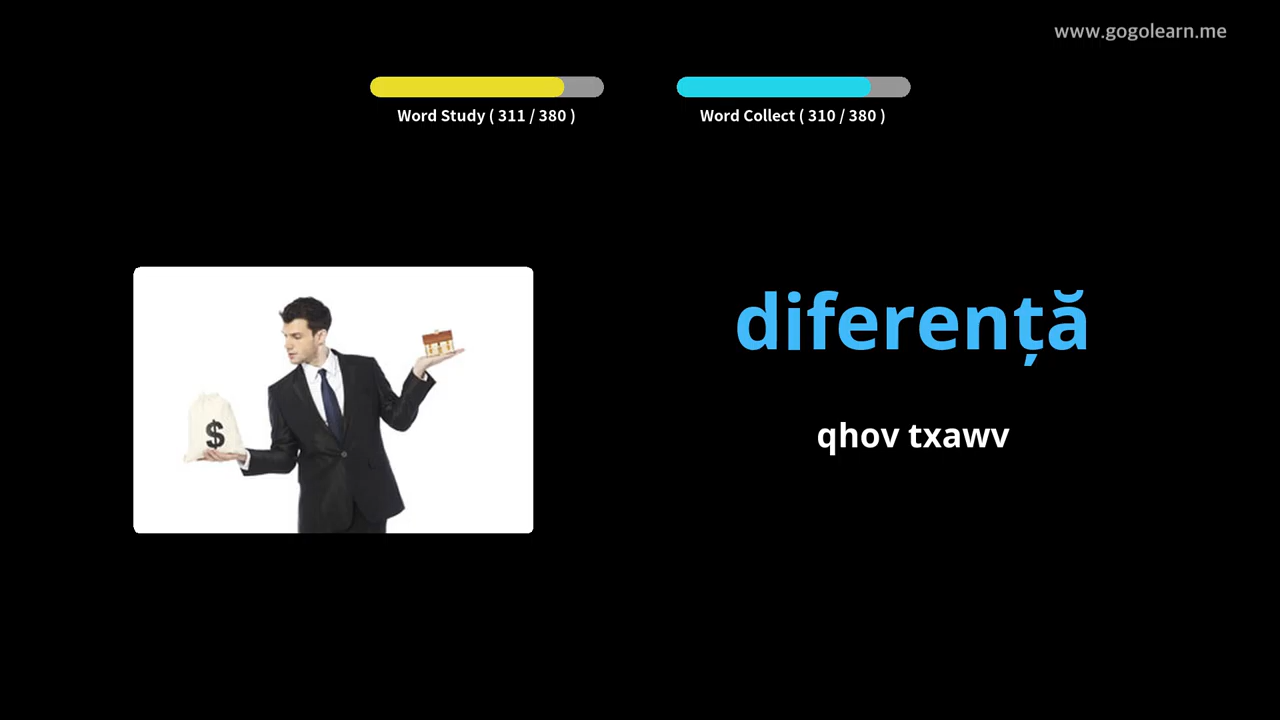 www.gogolearn.me
Word Study ( 311 / 380 )
Word Collect ( 310 / 380 )
$
diferență
qhov txawv